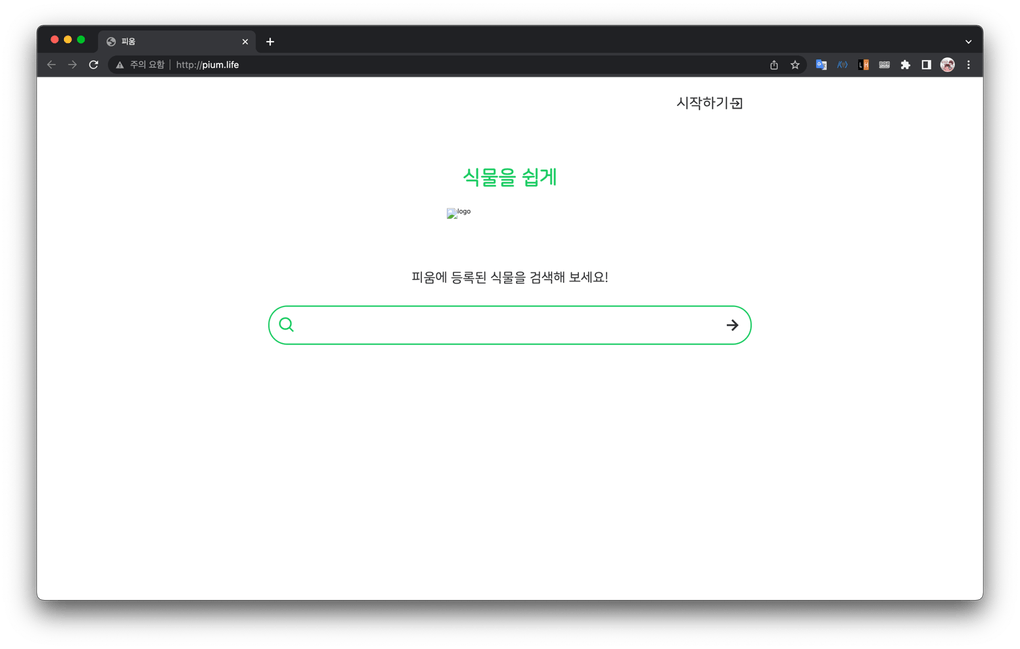 피움
주의 요함 | http://pium.life
시작하기
식물을 쉽게
logo
피움에 등록된 식물을 검색해 보세요!